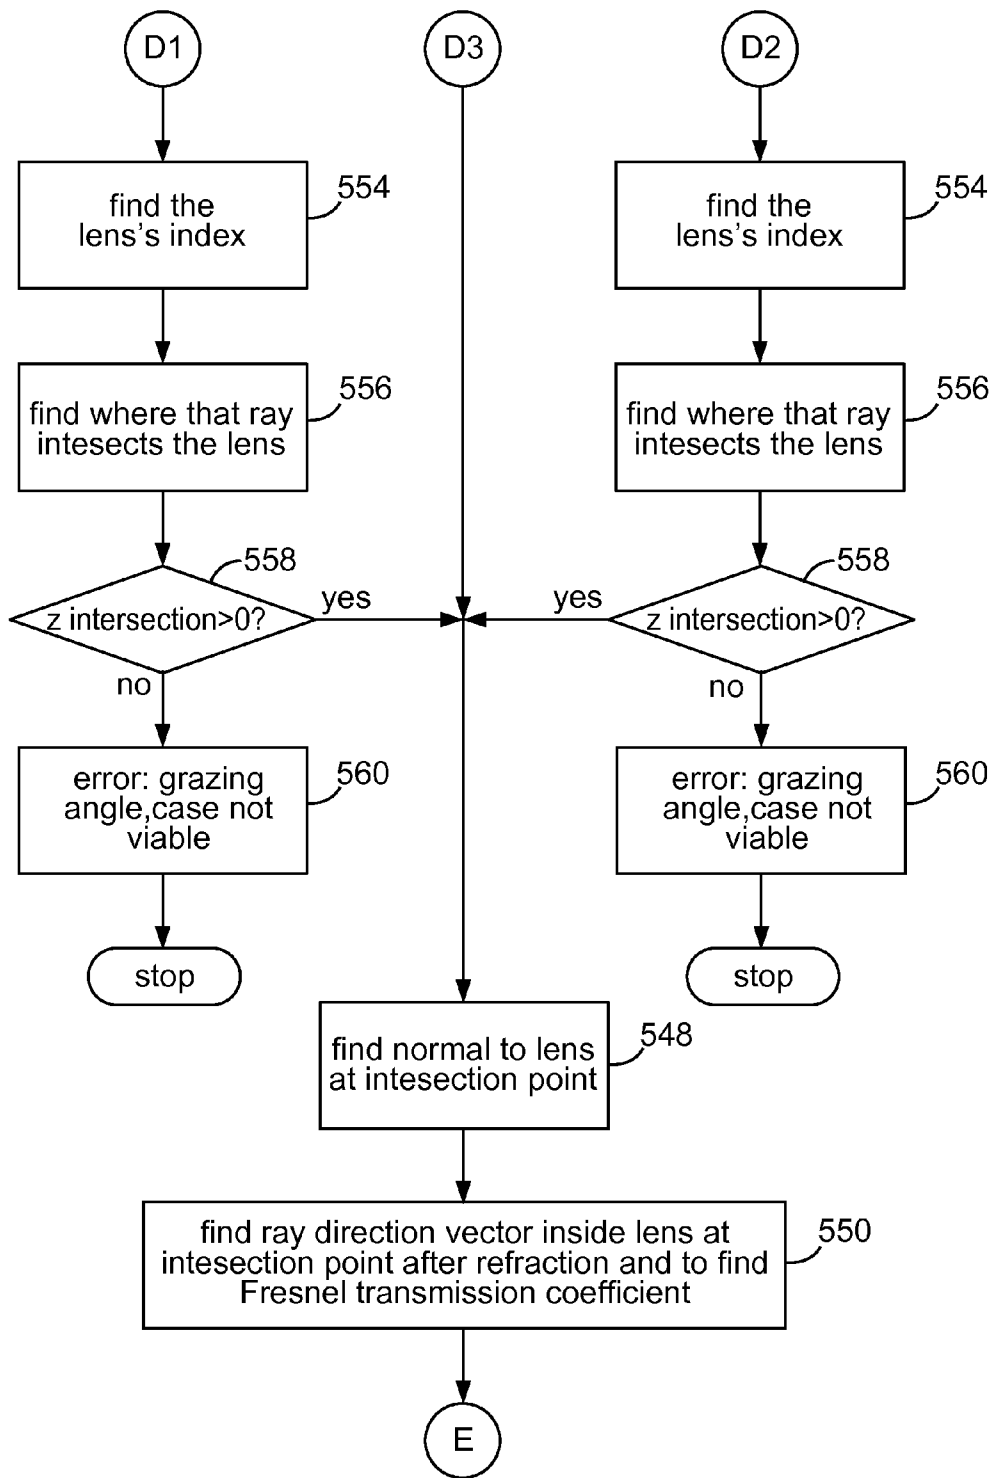 D1
D3
D2
find the
lens's index
554
find the
lens's index
554
find where that ray
intesects the lens
556
find where that ray
intesects the lens
556
z intersection>0?
558
yes
yes
z intersection>0?
558
no
no
error: grazing
angle,case not
viable
560
error: grazing
angle,case not
viable
560
stop
stop
find normal to lens
at intesection point
548
find ray direction vector inside lens at
intesection point after refraction and to find
Fresnel transmission coefficient
550
E